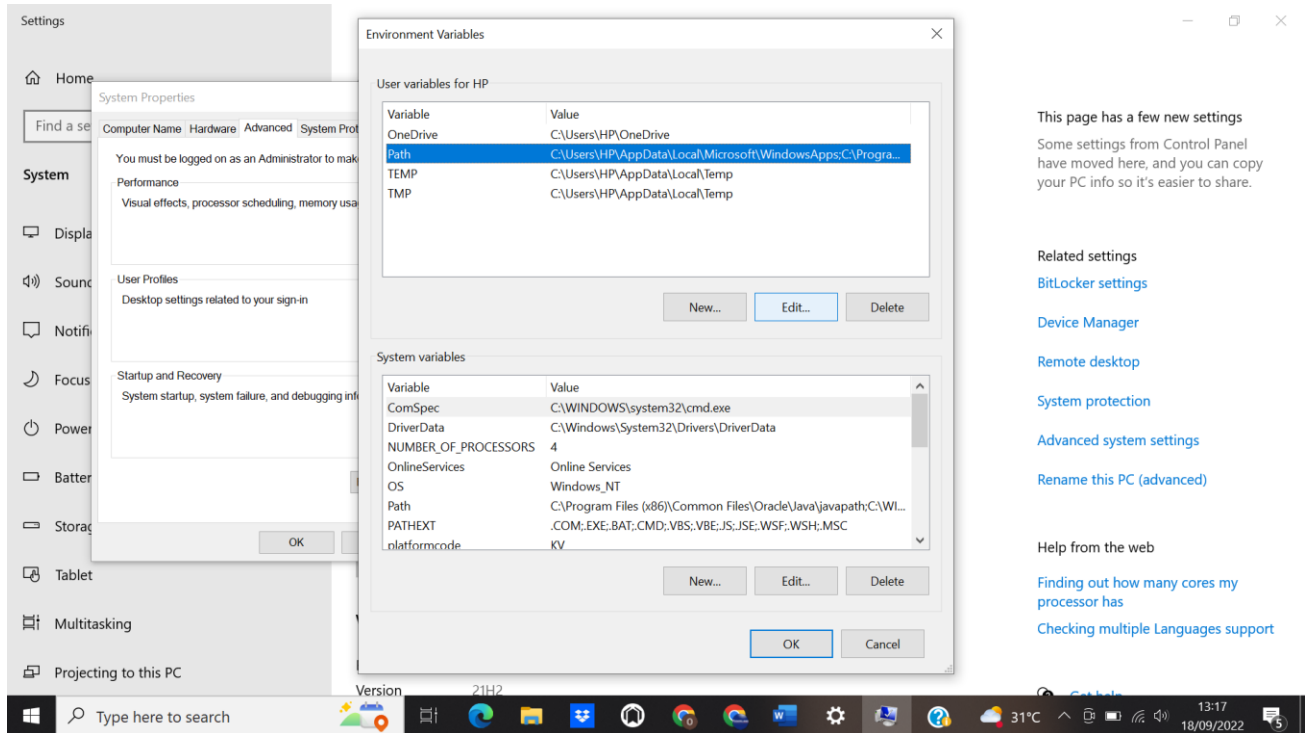 Settings
Home
Find a se
System
Displa
Sound
Notifi
Focus
Power
Batter
Storag
Tablet
Multitasking
Projecting to this PC
System Properties
Computer Name Hardware Advanced System Prot
You must be logged on as an Administrator to mak
Performance
Visual effects, processor scheduling, memory usa
User Profiles
Desktop settings related to your sign-in
Startup and Recovery
System startup, system failure, and debugging inf
OK
Environment Variables
User variables for HP
Variable Value
OneDrive C:\Users\HP\OneDrive
Path C:\Users\HP\AppData\Local\Microsoft\WindowsApps;C:\Progra...
TEMP C:\Users\HP\AppData\Local\Temp
TMP C:\Users\HP\AppData\Local\Temp
New... Edit... Delete
System variables
Variable Value
ComSpec C:\WINDOWS\system32\cmd.exe
DriverData C:\Windows\System32\Drivers\DriverData
NUMBER_OF_PROCESSORS 4
OnlineServices Online Services
OS Windows_NT
Path C:\Program Files (x86)\Common Files\Oracle\Java\javapath;C:\WI...
PATHEXT .COM;.EXE;.BAT;.CMD;.VBS;.VBE;.JS;.JSE;.WSF;.WSH;.MSC
platformcode KV
New... Edit... Delete
OK Cancel
Version 21H2
This page has a few new settings
Some settings from Control Panel
have moved here, and you can copy
your PC info so it's easier to share.
Related settings
BitLocker settings
Device Manager
Remote desktop
System protection
Advanced system settings
Rename this PC (advanced)
Help from the web
Finding out how many cores my
processor has
Checking multiple Languages support
Get help
Type here to search
31°C
13:17
18/09/2022
5